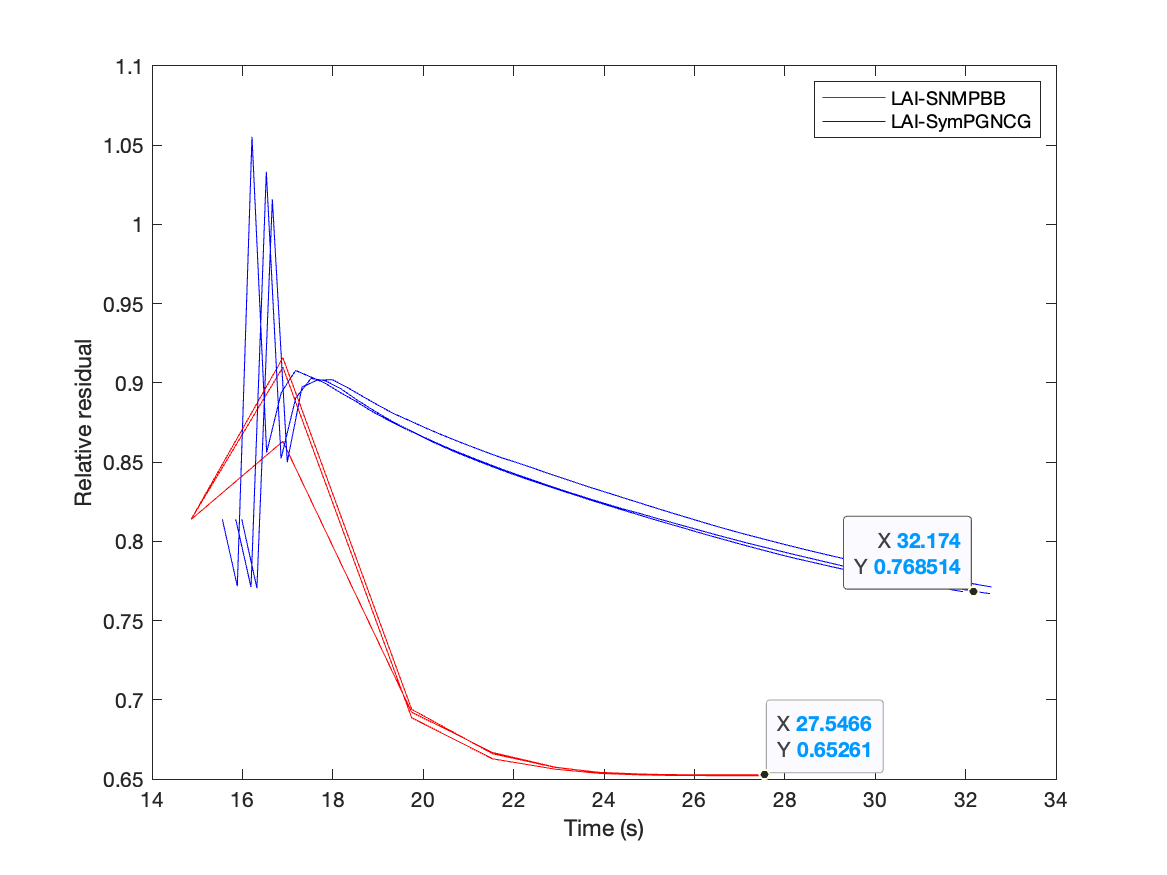 1.1
1.05
1
0.95
0.9
0.85
0.8
0.75
0.7
0.65
Relative residual
14
16
18
20
22
24
26
28
30
32
34
Time (s)
LAI-SNMPBB
LAI-SymPGNCG
X 32.174
Y 0.768514
X 27.5466
Y 0.65261